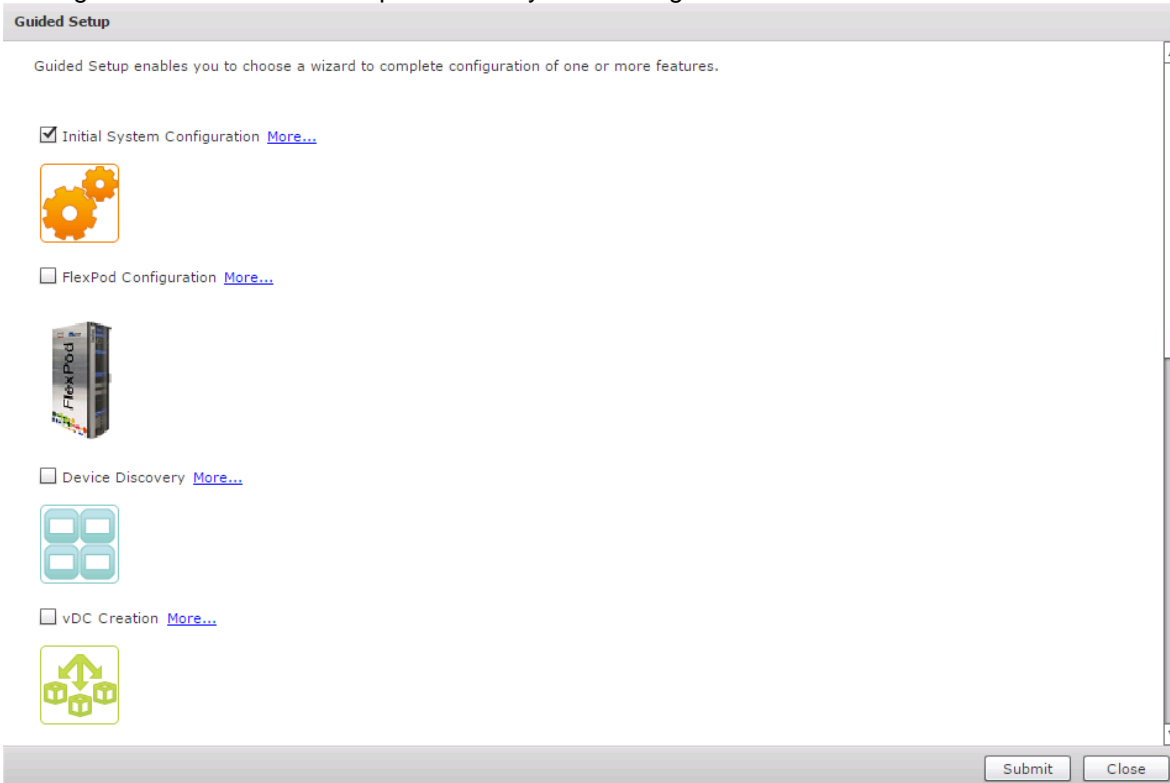 Guided Setup
Guided Setup enables you to choose a wizard to complete configuration of one or more features.
Initial System Configuration More...
FlexPod Configuration More...
FlexPod
Device Discovery More...
vDC Creation More...
Submit Close